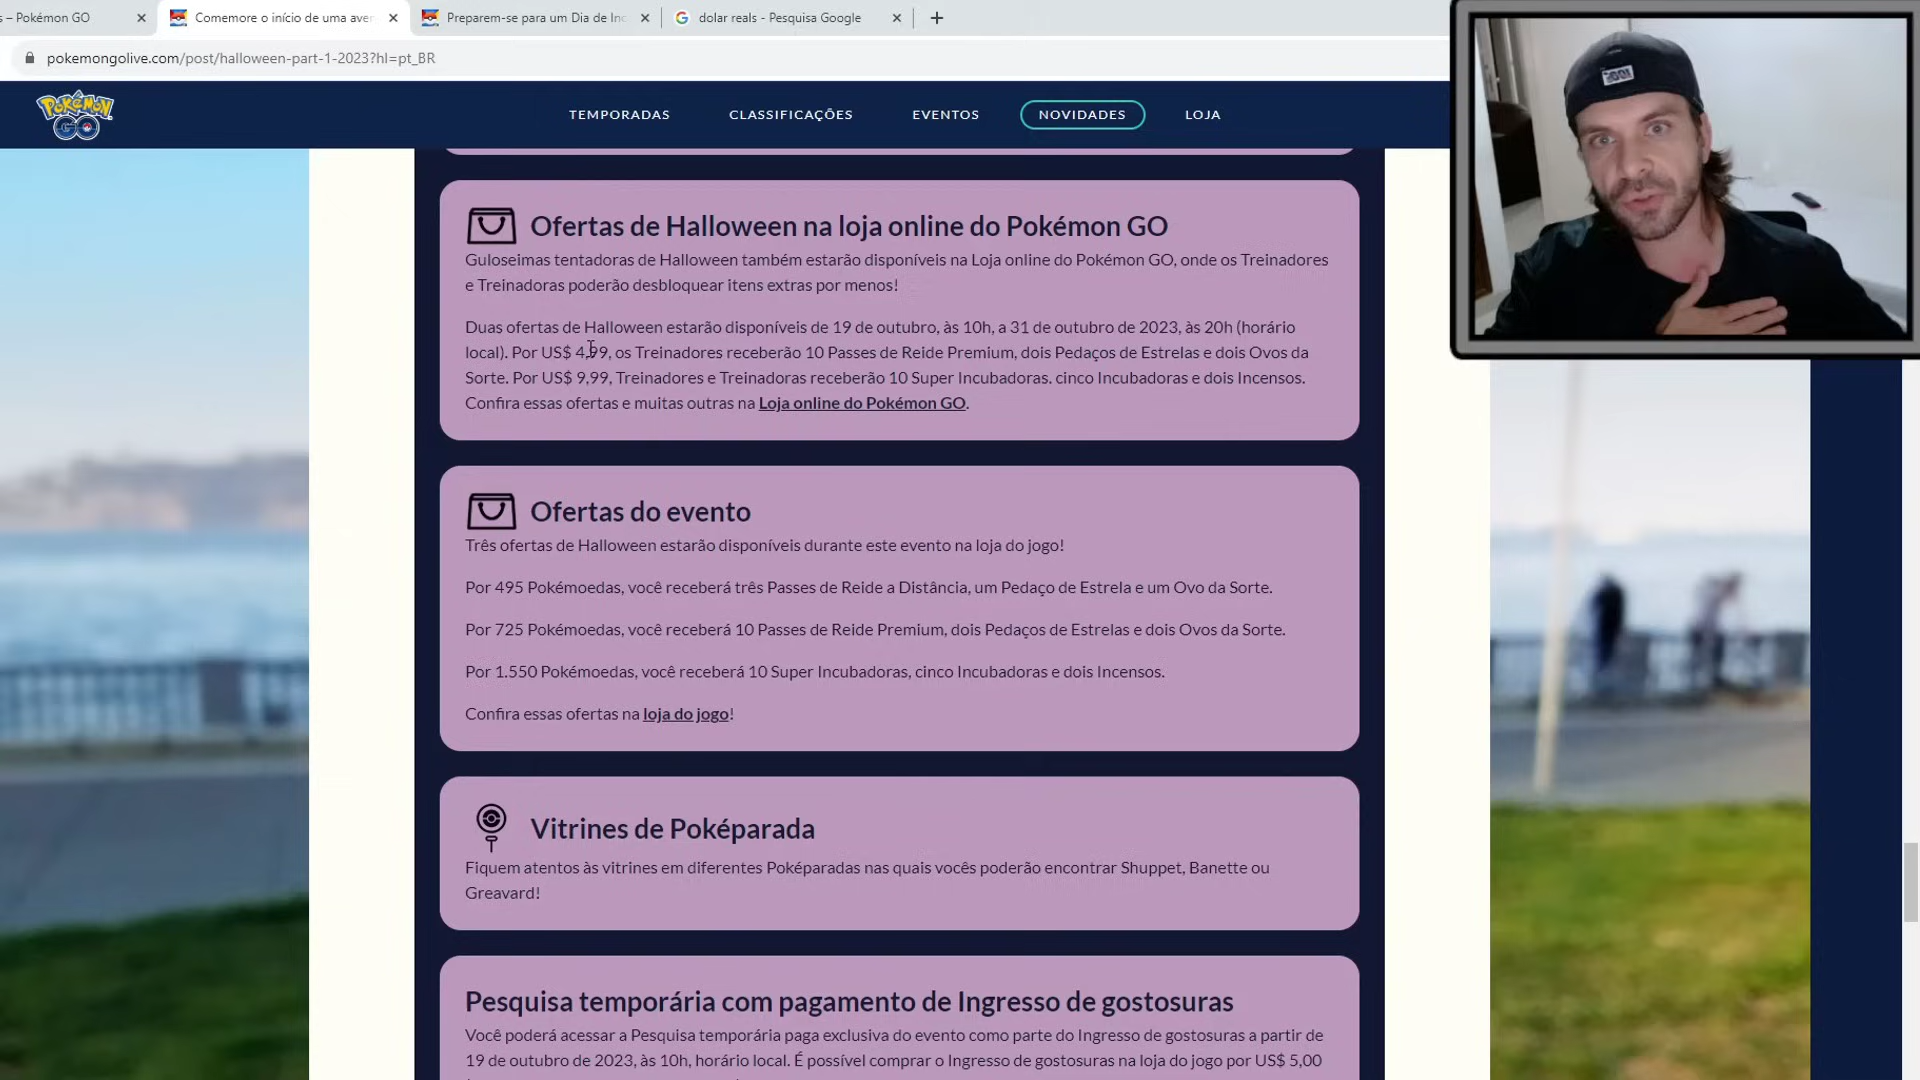 s – Pokémon GO
Comemore o início de uma aven
Preparem-se para um Dia de Inc
dolar reals - Pesquisa Google
pokemongolive.com/post/halloween-part-1-2023?hl=pt_BR
Pokémon GO
TEMPORADAS
CLASSIFICAÇÕES
EVENTOS
NOVIDADES
LOJA
Ofertas de Halloween na loja online do Pokémon GO
Guloseimas tentadoras de Halloween também estarão disponíveis na Loja online do Pokémon GO, onde os Treinadores
e Treinadoras poderão desbloquear itens extras por menos!
Duas ofertas de Halloween estarão disponíveis de 19 de outubro, às 10h, a 31 de outubro de 2023, às 20h (horário
local). Por US$ 4,99, os Treinadores receberão 10 Passes de Reide Premium, dois Pedaços de Estrelas e dois Ovos da
Sorte. Por US$ 9,99, Treinadores e Treinadoras receberão 10 Super Incubadoras. cinco Incubadoras e dois Incensos.
Confira essas ofertas e muitas outras na Loja online do Pokémon GO.
Ofertas do evento
Três ofertas de Halloween estarão disponíveis durante este evento na loja do jogo!
Por 495 Pokémoedas, você receberá três Passes de Reide a Distância, um Pedaço de Estrela e um Ovo da Sorte.
Por 725 Pokémoedas, você receberá 10 Passes de Reide Premium, dois Pedaços de Estrelas e dois Ovos da Sorte.
Por 1.550 Pokémoedas, você receberá 10 Super Incubadoras, cinco Incubadoras e dois Incensos.
Confira essas ofertas na loja do jogo!
Vitrines de Poképarada
Fiquem atentos às vitrines em diferentes Poképaradas nas quais vocês poderão encontrar Shuppet, Banette ou
Greavard!
Pesquisa temporária com pagamento de Ingresso de gostosuras
Você poderá acessar a Pesquisa temporária paga exclusiva do evento como parte do Ingresso de gostosuras a partir de
19 de outubro de 2023, às 10h, horário local. É possível comprar o Ingresso de gostosuras na loja do jogo por US$ 5,00